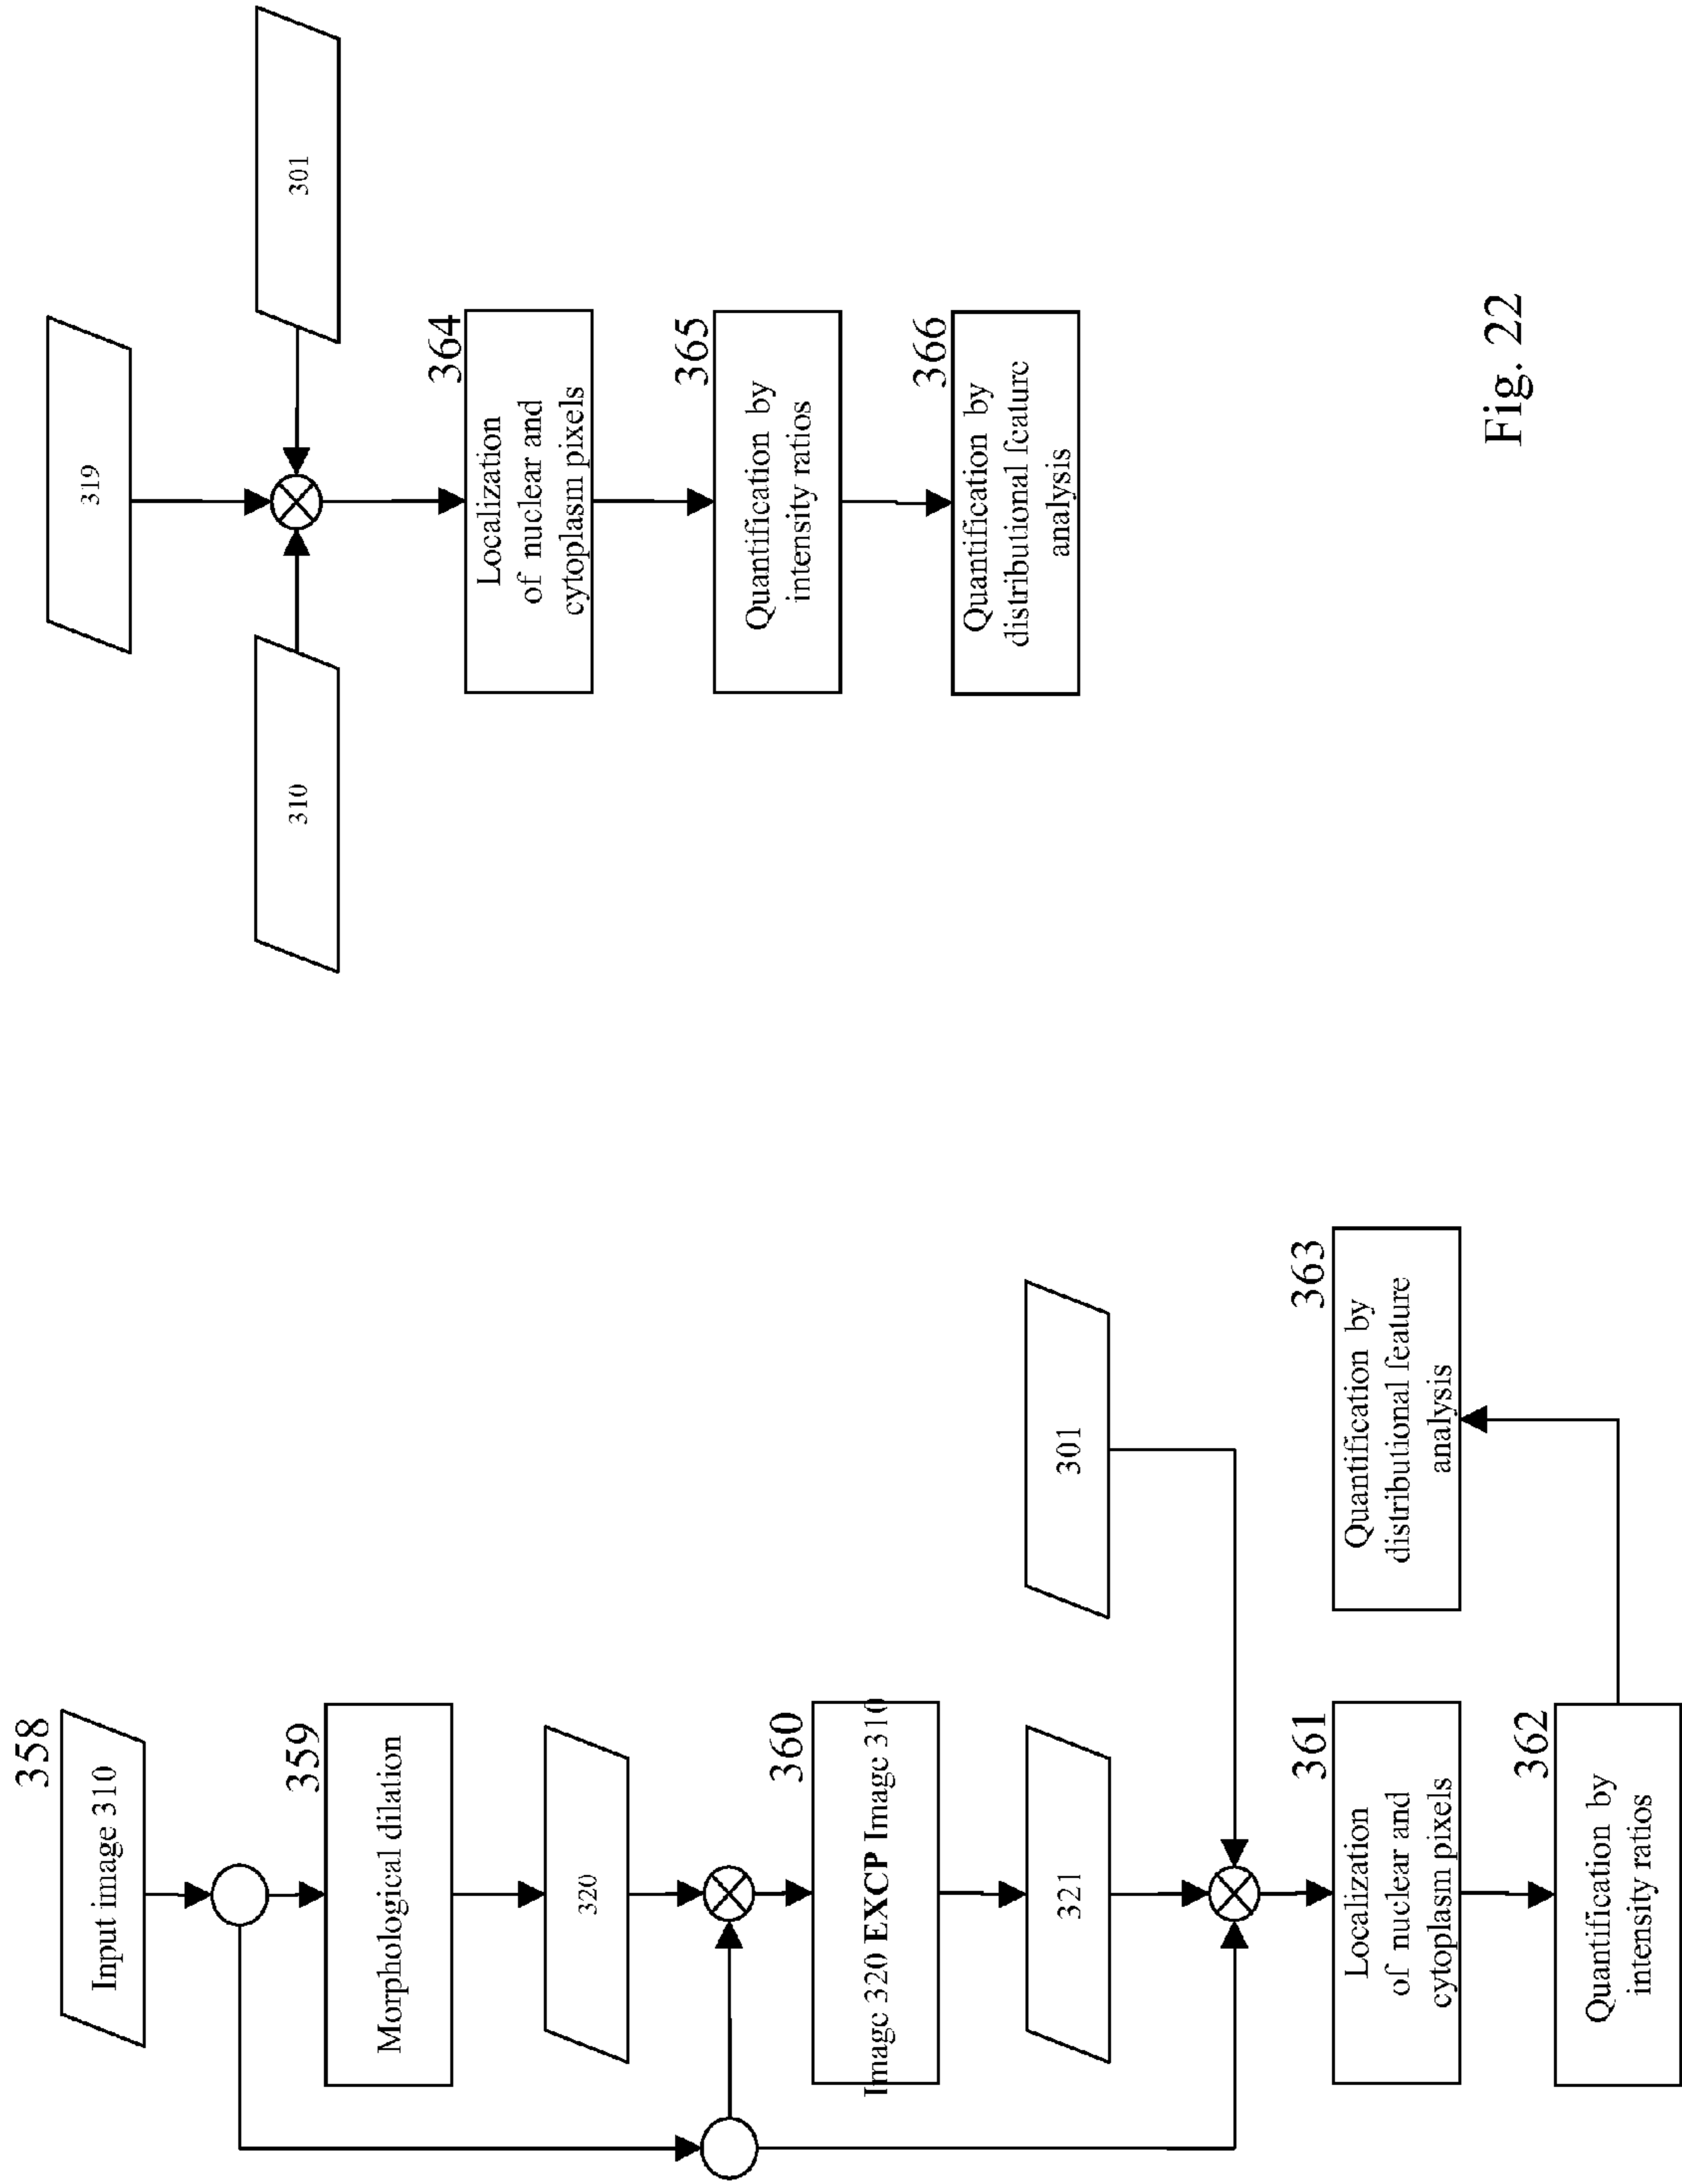 358
Input image 310
359
Morphological dilation
320
360
Image 320 EXCP Image 310
321
301
361
Localization
of nuclear and
cytoplasm pixels
362
Quantification by
intensity ratios
363
Quantification by
distributional feature
analysis
319
310
301
364
Localization
of nuclear and
cytoplasm pixels
365
Quantification by
intensity ratios
366
Quantification by
distributional feature
analysis
Fig. 22